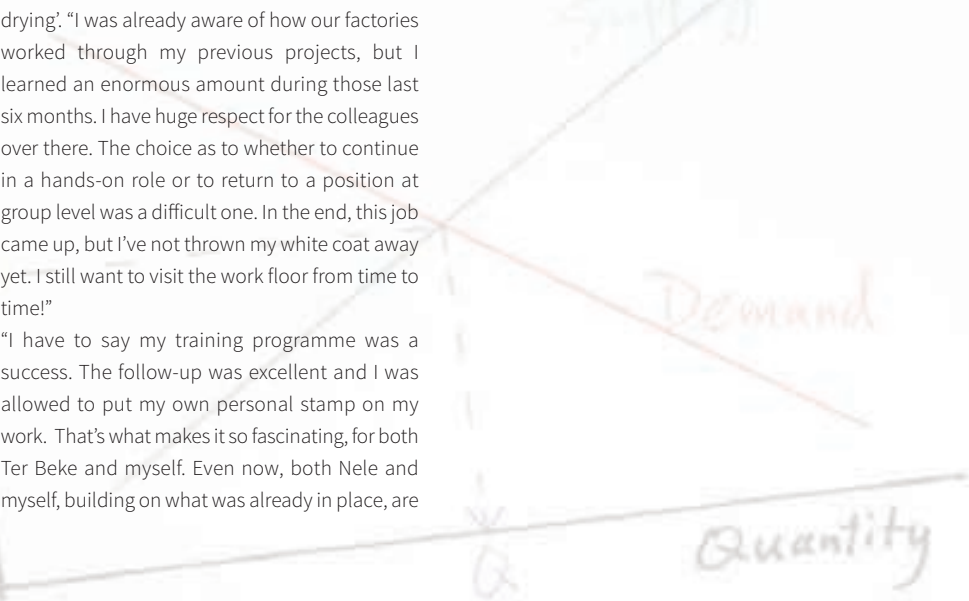 drying’. “I was already aware of how our factories
worked through my previous projects, but I
learned an enormous amount during those last
six months. I have huge respect for the colleagues
over there. The choice as to whether to continue
in a hands-on role or to return to a position at
group level was a difficult one. In the end, this job
came up, but I’ve not thrown my white coat away
yet. I still want to visit the work floor from time to
time!”
“I have to say my training programme was a
success. The follow-up was excellent and I was
allowed to put my own personal stamp on my
work. That’s what makes it so fascinating, for both
Ter Beke and myself. Even now, both Nele and
myself, building on what was already in place, are
Demand
Quantity
Q